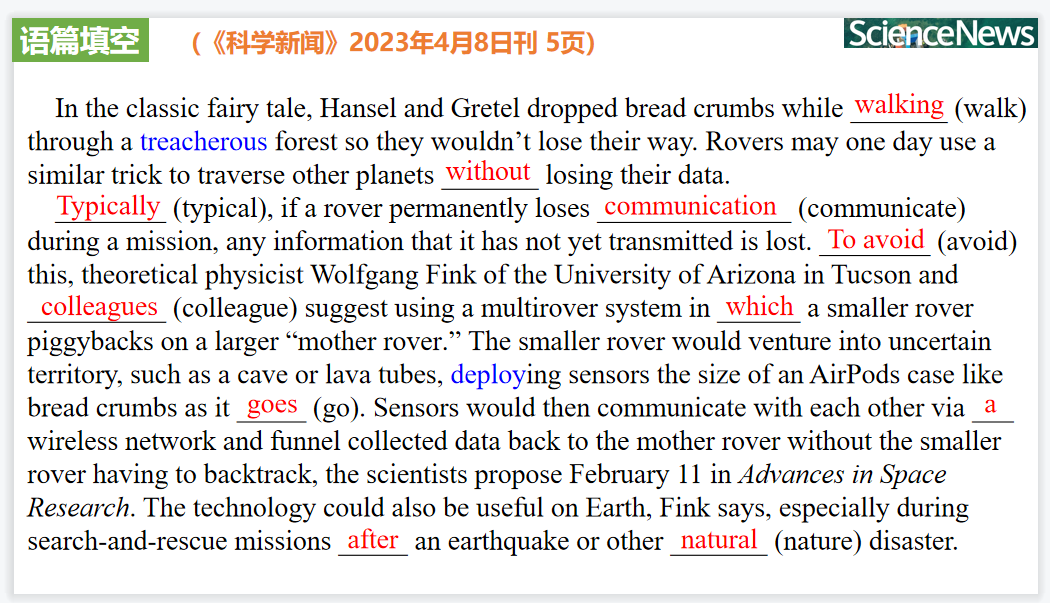 语篇填空 (《科学新闻》2023年4月8日刊 5页) ScienceNews
In the classic fairy tale, Hansel and Gretel dropped bread crumbs while walking (walk)
through a treacherous forest so they wouldn't lose their way. Rovers may one day use a
similar trick to traverse other planets without losing their data.
Typically (typical), if a rover permanently loses communication (communicate)
during a mission, any information that it has not yet transmitted is lost. To avoid (avoid)
this, theoretical physicist Wolfgang Fink of the University of Arizona in Tucson and
colleagues (colleague) suggest using a multirover system in which a smaller rover
piggybacks on a larger “mother rover.” The smaller rover would venture into uncertain
territory, such as a cave or lava tubes, deploying sensors the size of an AirPods case like
bread crumbs as it goes (go). Sensors would then communicate with each other via a
wireless network and funnel collected data back to the mother rover without the smaller
rover having to backtrack, the scientists propose February 11 in Advances in Space
Research. The technology could also be useful on Earth, Fink says, especially during
search-and-rescue missions after an earthquake or other natural (nature) disaster.